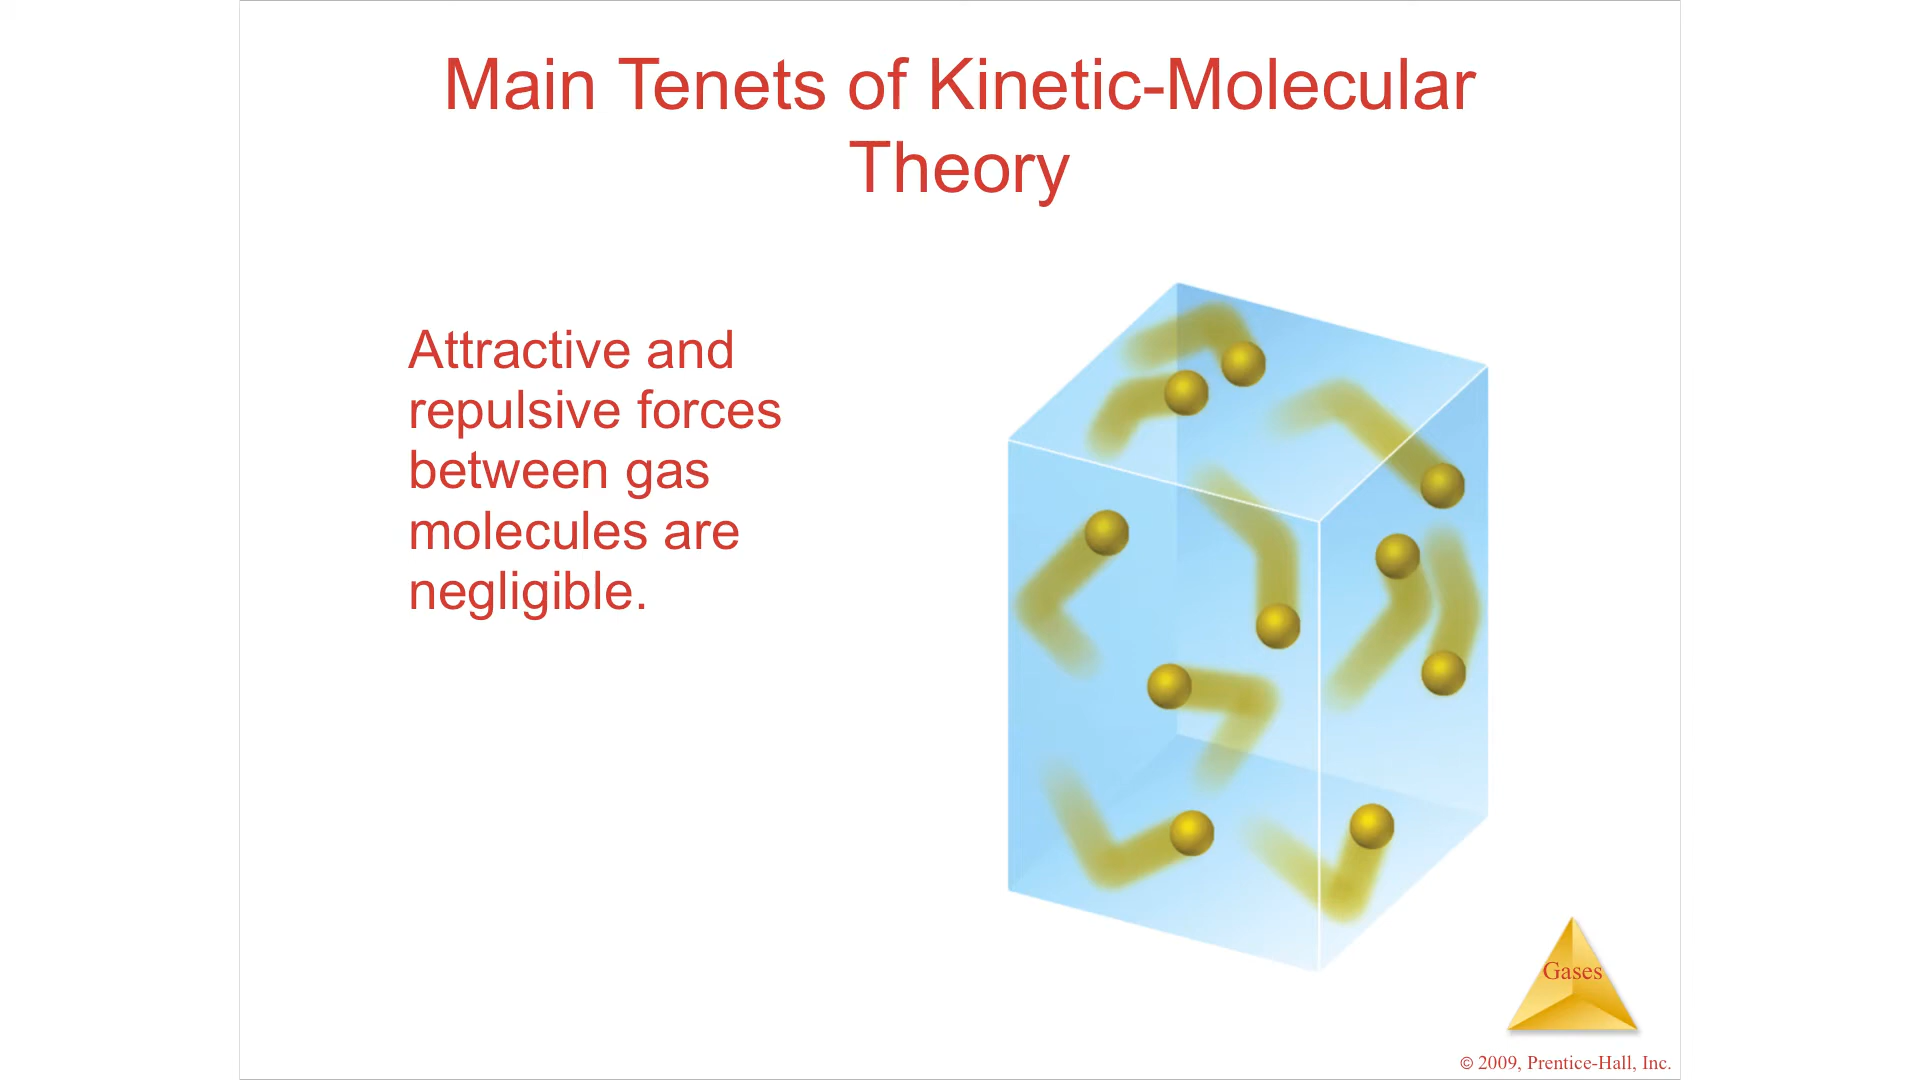 Main Tenets of Kinetic-Molecular
Theory
Attractive and
repulsive forces
between gas
molecules are
negligible.
Gases
© 2009, Prentice-Hall, Inc.